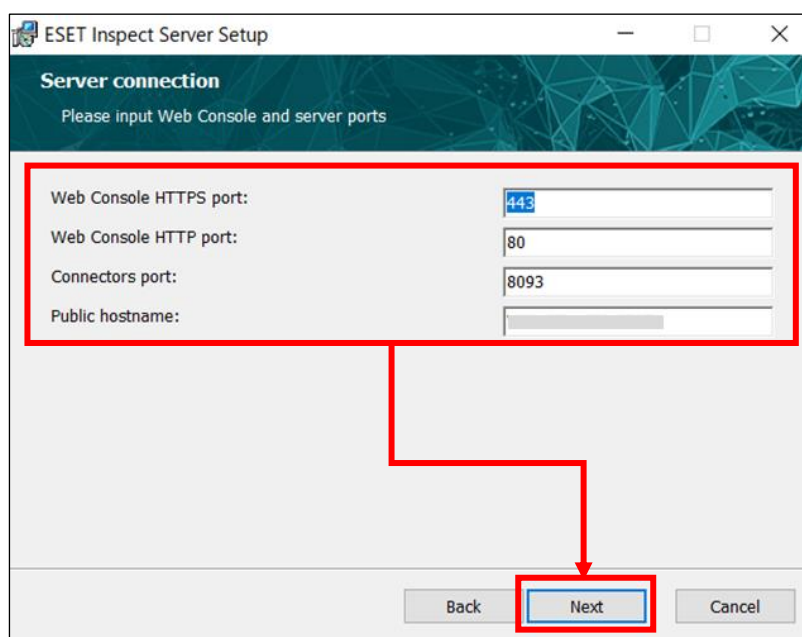 ESET Inspect Server Setup
Server connection
Please input Web Console and server ports
Web Console HTTPS port: 443
Web Console HTTP port: 80
Connectors port: 8093
Public hostname:
Back Next Cancel